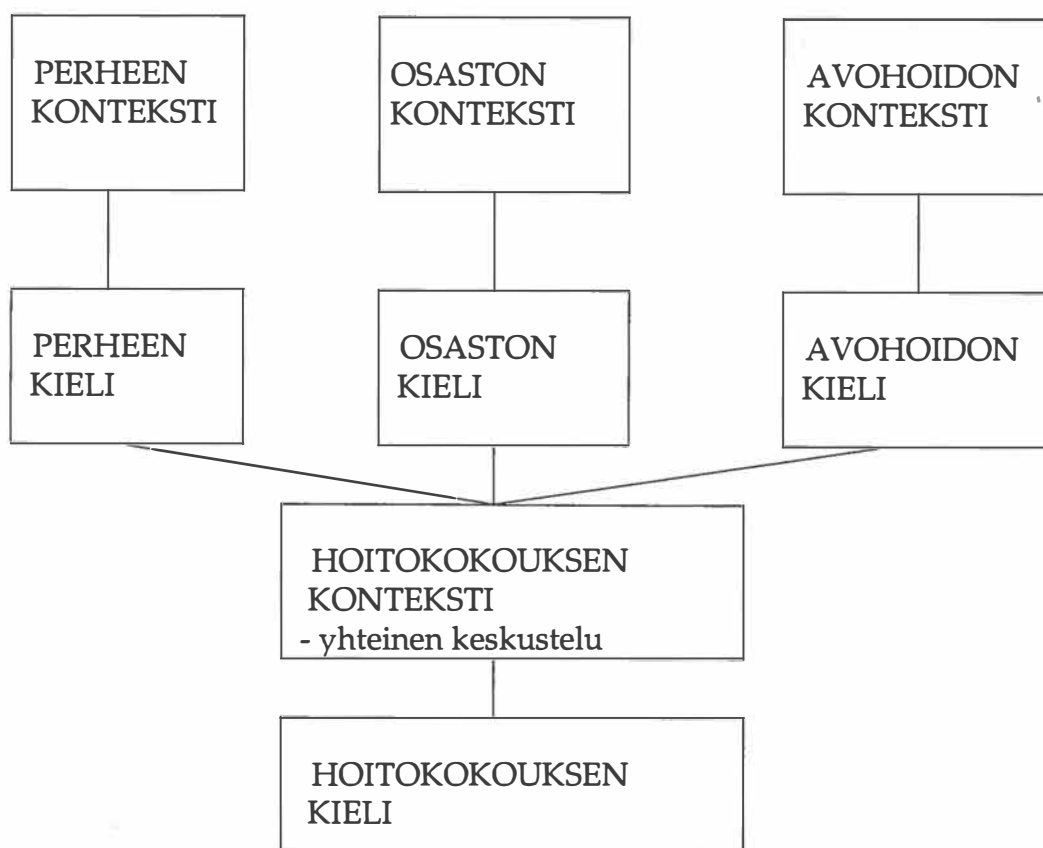 PERHEEN
KONTEKSTI
OSASTON
KONTEKSTI
AVOHOIDON
KONTEKSTI
PERHEEN
KIELI
OSASTON
KIELI
AVOHOIDON
KIELI
HOITOKOKOUKSEN
KONTEKSTI
- yhteinen keskustelu
HOITOKOKOUKSEN
KIELI